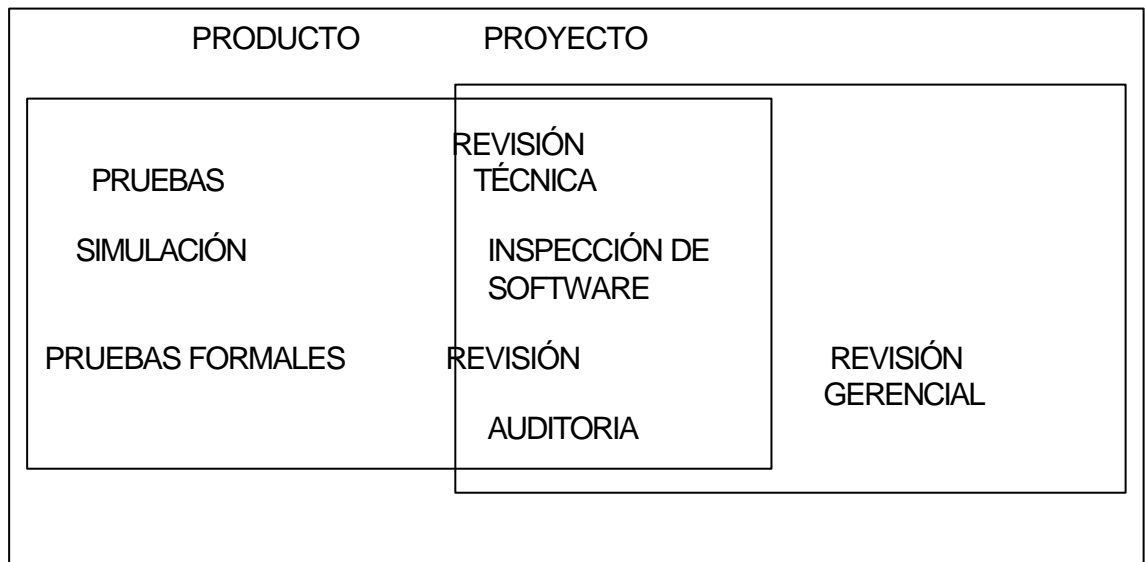 PRODUCTO PROYECTO
REVISIÓN
PRUEBAS TÉCNICA
SIMULACIÓN INSPECCIÓN DE
SOFTWARE
PRUEBAS FORMALES REVISIÓN REVISIÓN
GERENCIAL
AUDITORIA